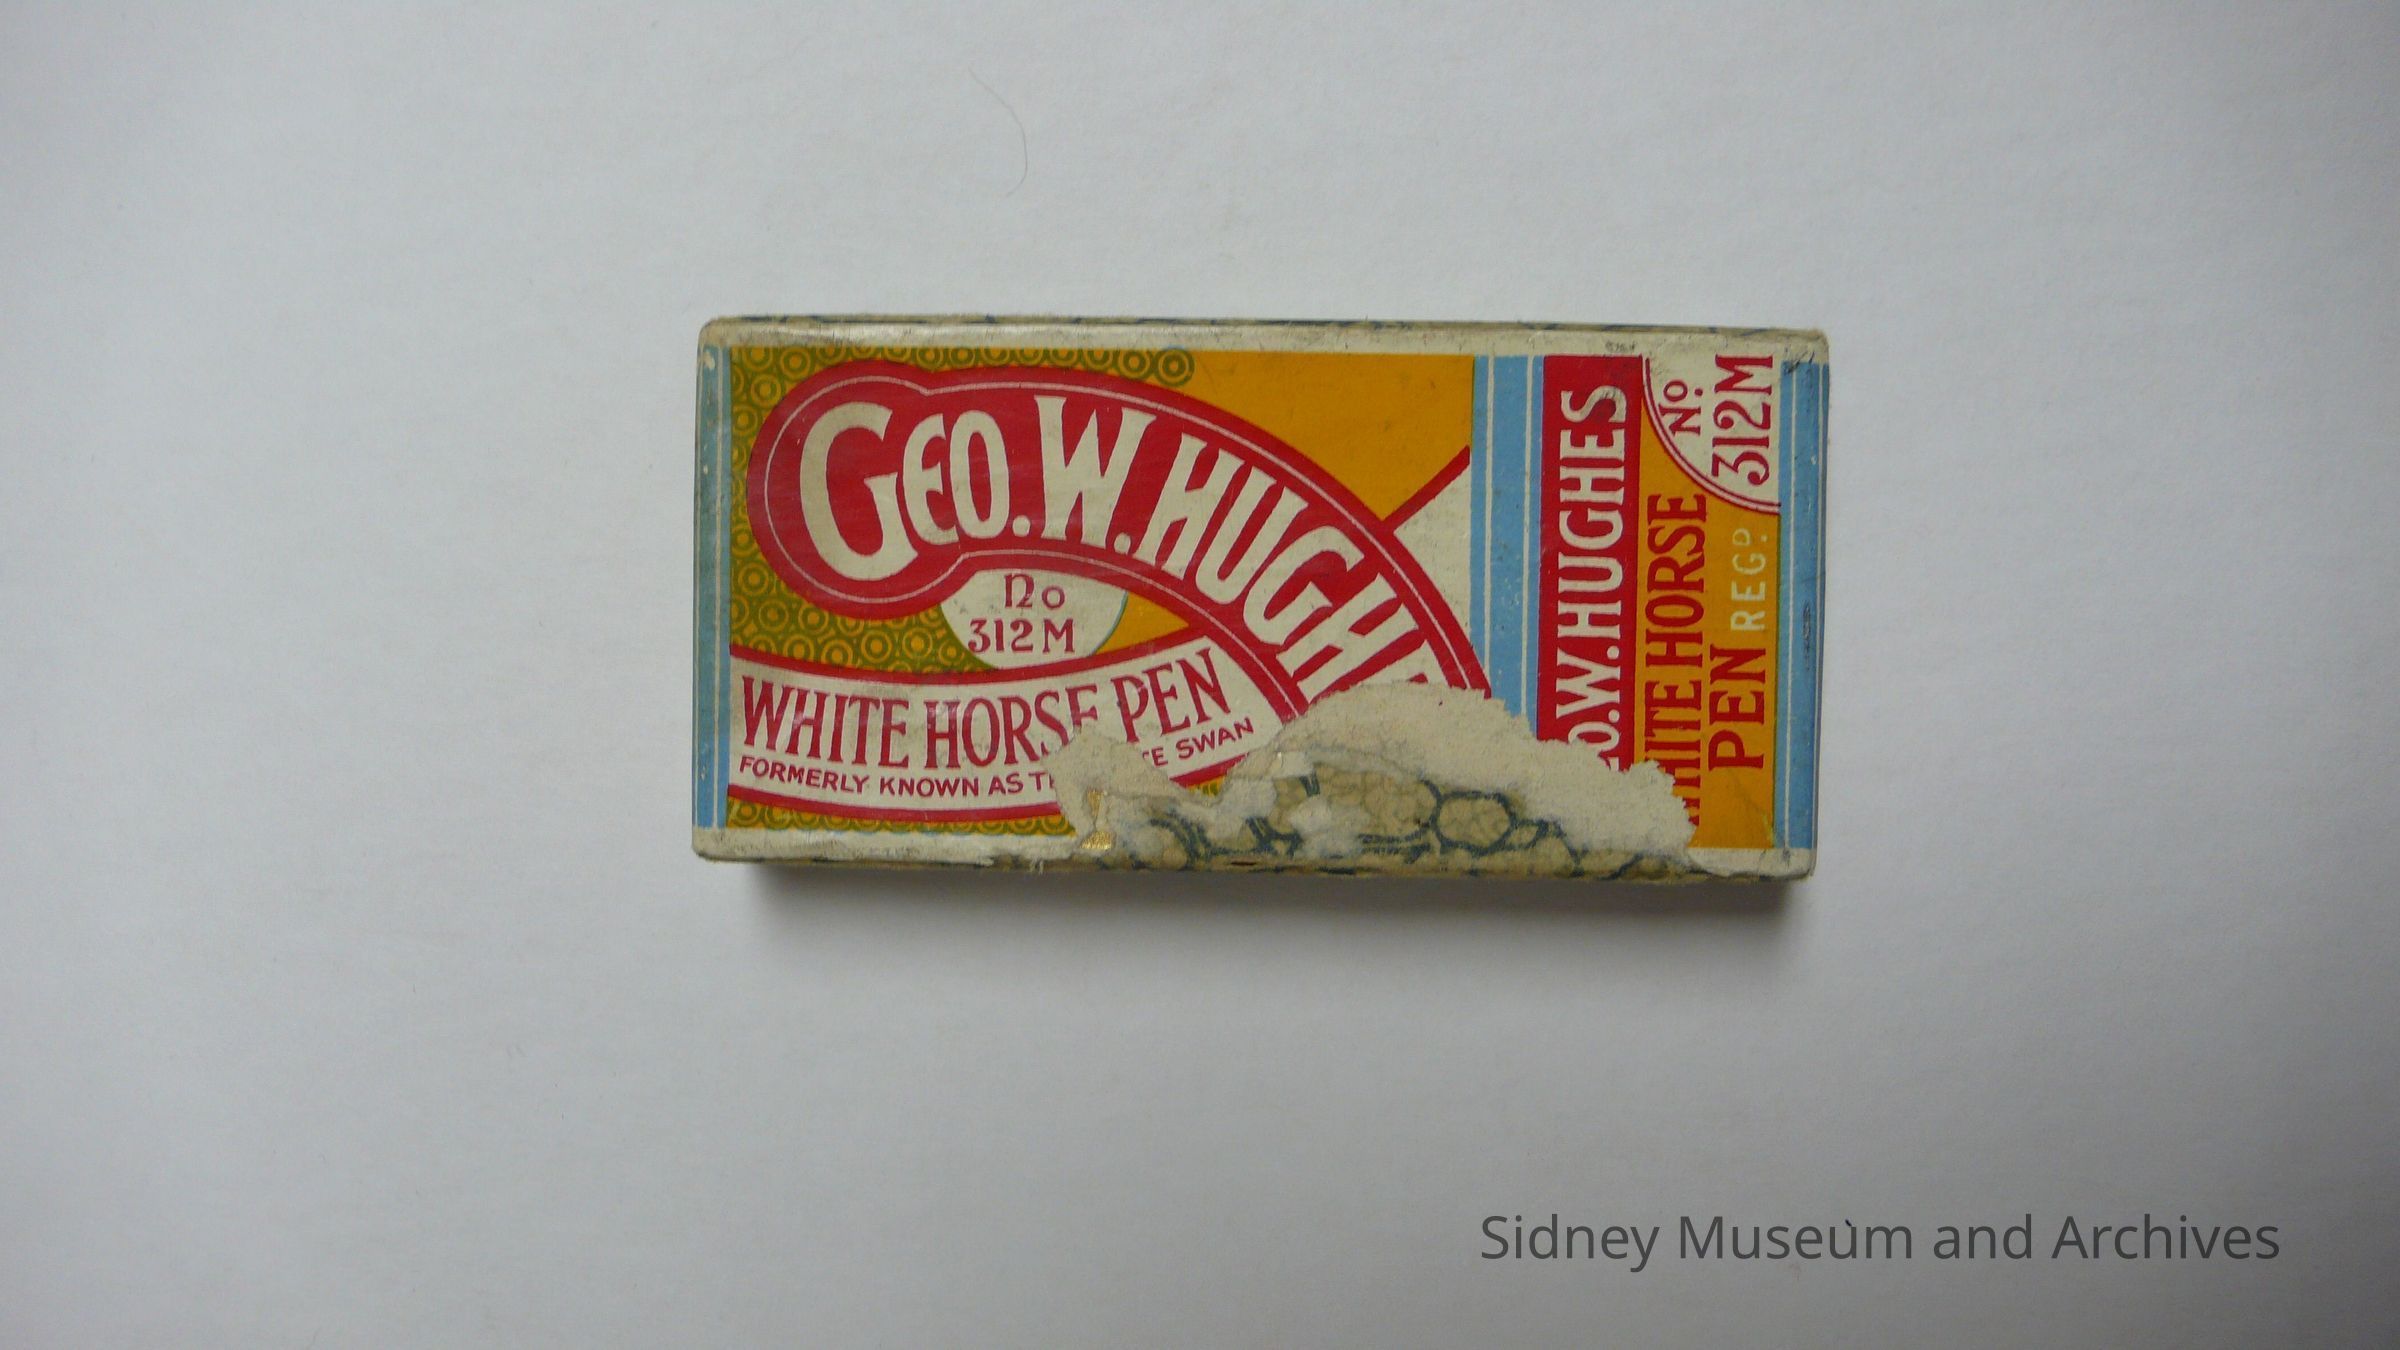 GEO. W. HUGH
No
312M
WHITE HORSE PEN
FORMERLY KNOWN AS SWAN
W. HUGHES
HORSE
PEN REGD.
No.
312M
Sidney Museum and Archives